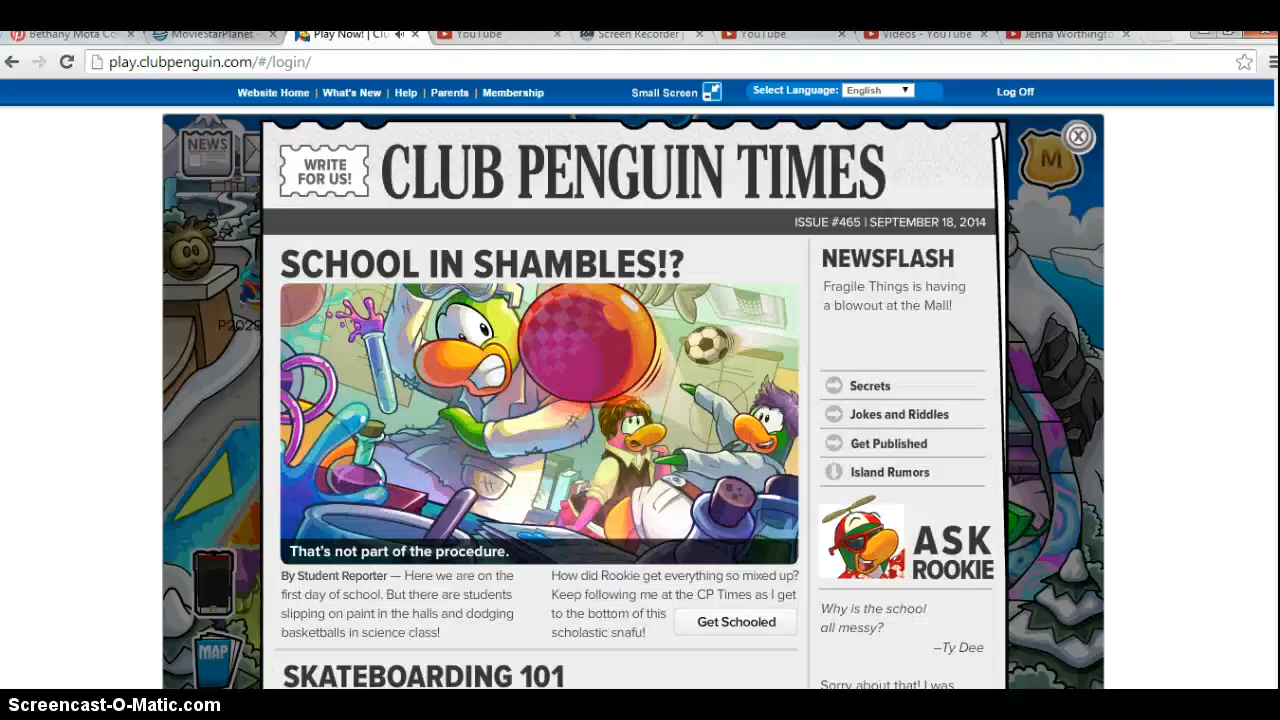 Bethany Mota Co
MovieStarPlanet
Play Now! | Clu
YouTube
Screen Recorder
YouTube
Videos - YouTube
Jenna Worthingto
play.clubpenguin.com/#/login/
Website Home | What's New | Help | Parents | Membership
Small Screen
Select Language: English
Log Off
NEWS
WRITE
FOR US!
CLUB PENGUIN TIMES
M
ISSUE #465 | SEPTEMBER 18, 2014
SCHOOL IN SHAMBLES!?
That's not part of the procedure.
By Student Reporter — Here we are on the
first day of school. But there are students
slipping on paint in the halls and dodging
basketballs in science class!
How did Rookie get everything so mixed up?
Keep following me at the CP Times as I get
to the bottom of this
scholastic snafu!
Get Schooled
SKATEBOARDING 101
NEWSFLASH
Fragile Things is having
a blowout at the Mall!
Secrets
Jokes and Riddles
Get Published
Island Rumors
ASK
ROOKIE
Why is the school
all messy?
–Ty Dee
Sorry about that! I was
P2028
MAP
Screencast-O-Matic.com